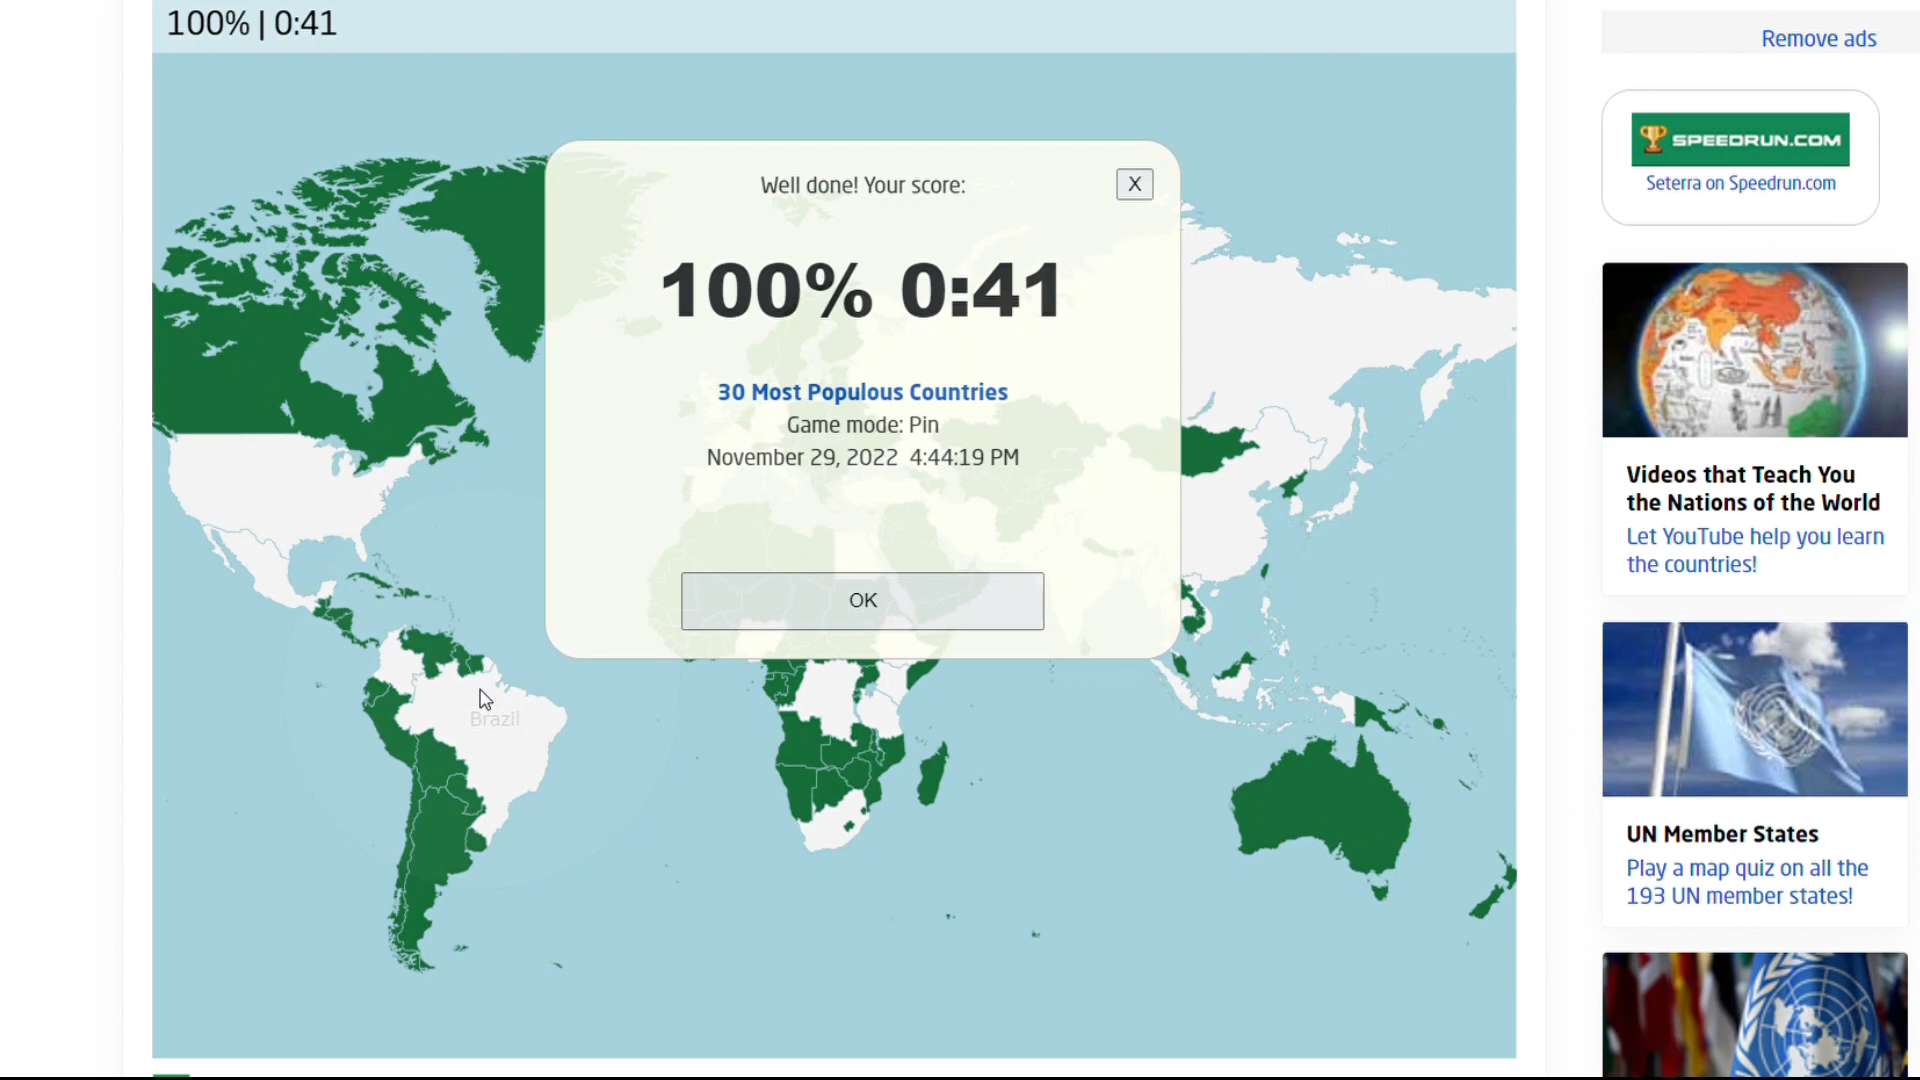 100% | 0:41
Well done! Your score:
X
100% 0:41
30 Most Populous Countries
Game mode: Pin
November 29, 2022 4:44:19 PM
OK
Brazil
Remove ads
SPEEDRUN.COM
Seterra on Speedrun.com
Videos that Teach You
the Nations of the World
Let YouTube help you learn
the countries!
UN Member States
Play a map quiz on all the
193 UN member states!